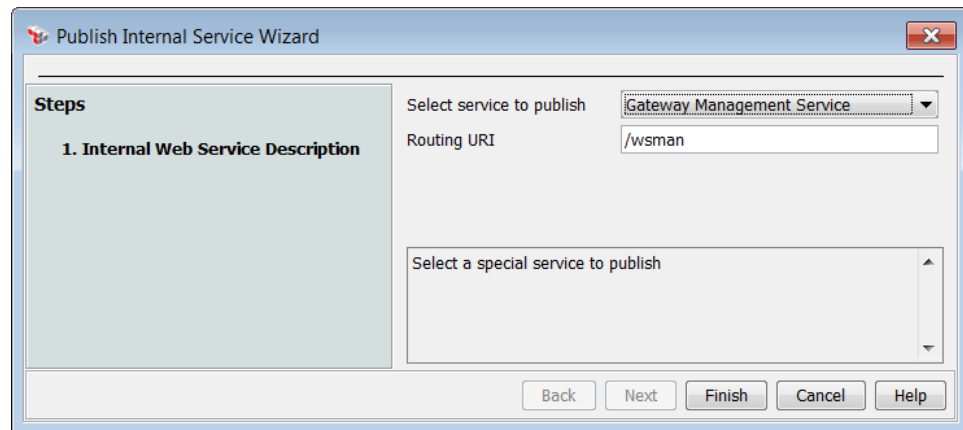 Publish Internal Service Wizard
Steps
1. Internal Web Service Description
Select service to publish
Gateway Management Service
Routing URI
/wsman
Select a special service to publish
Back
Next
Finish
Cancel
Help